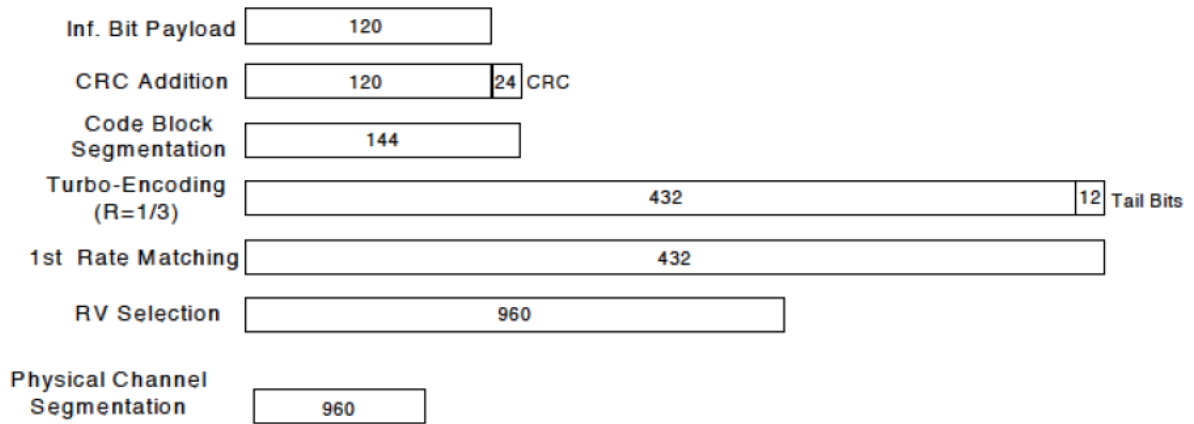 Inf. Bit Payload 120
CRC Addition 120 24 CRC
Code Block
Segmentation 144
Turbo-Encoding
(R=1/3) 432 12 Tail Bits
1st Rate Matching 432
RV Selection 960
Physical Channel
Segmentation 960